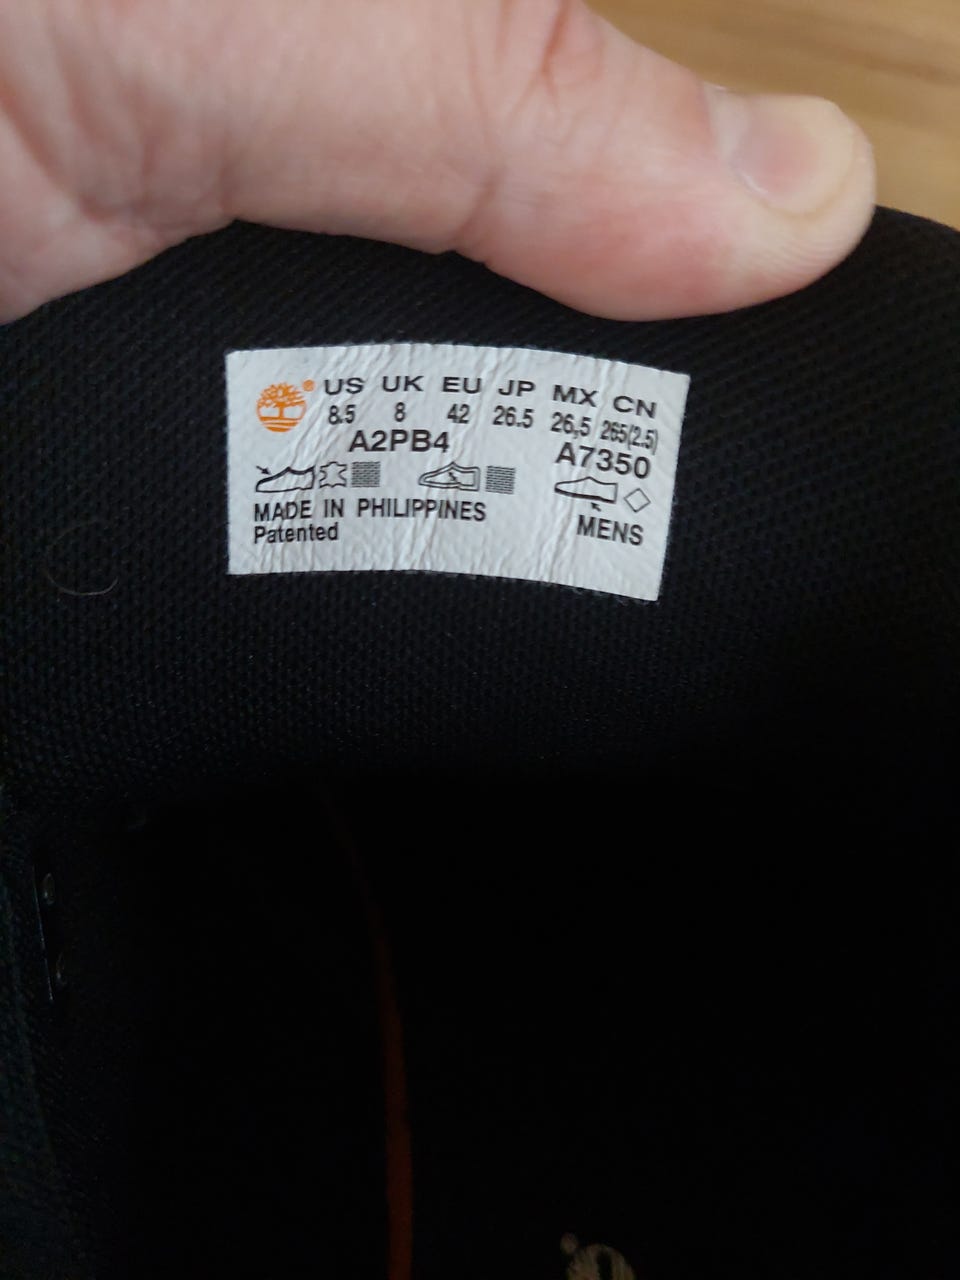 ® US UK EU JP MX CN
8.5 8 42 26.5 26,5 265(2.5)
A2PB4 A7350
MADE IN PHILIPPINES
Patented MENS